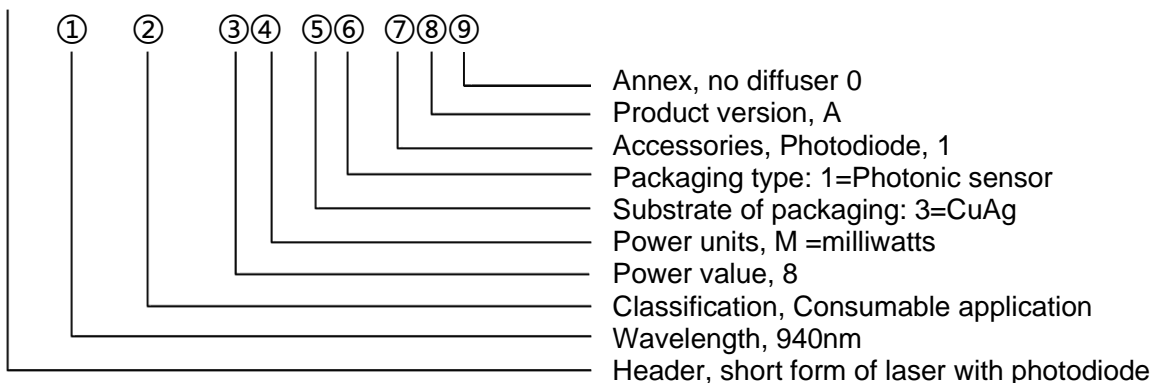 ① ② ③④ ⑤⑥ ⑦⑧⑨
Annex, no diffuser 0
Product version, A
Accessories, Photodiode, 1
Packaging type: 1=Photonic sensor
Substrate of packaging: 3=CuAg
Power units, M =milliwatts
Power value, 8
Classification, Consumable application
Wavelength, 940nm
Header, short form of laser with photodiode